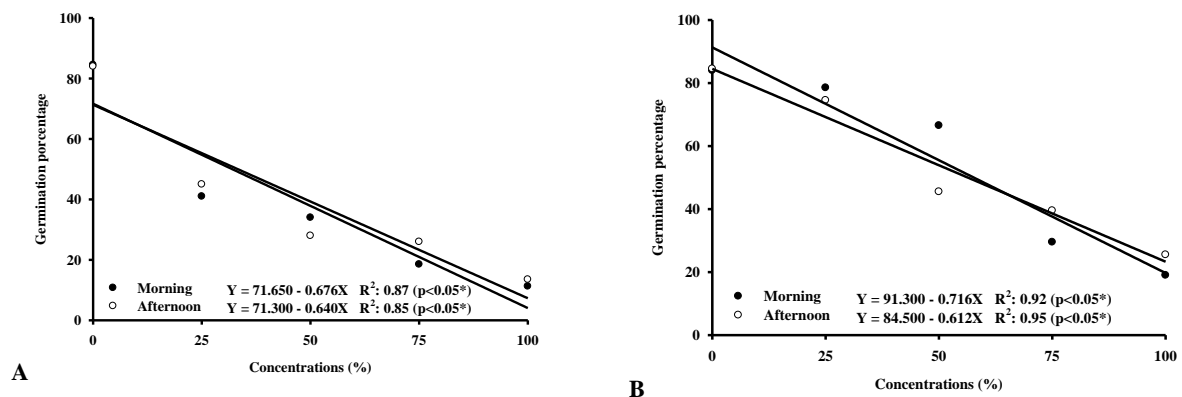 100
80
60
40
20
0
Germination porcentage
Morning Y = 71.650 - 0.676X R²: 0.87 (p<0.05*)
Afternoon Y = 71.300 - 0.640X R²: 0.85 (p<0.05*)
0 25 50 75 100
Concentrations (%)
A
100
80
60
40
20
0
Germination percentage
Morning Y = 91.300 - 0.716X R²: 0.92 (p<0.05*)
Afternoon Y = 84.500 - 0.612X R²: 0.95 (p<0.05*)
0 25 50 75 100
Concentrations (%)
B